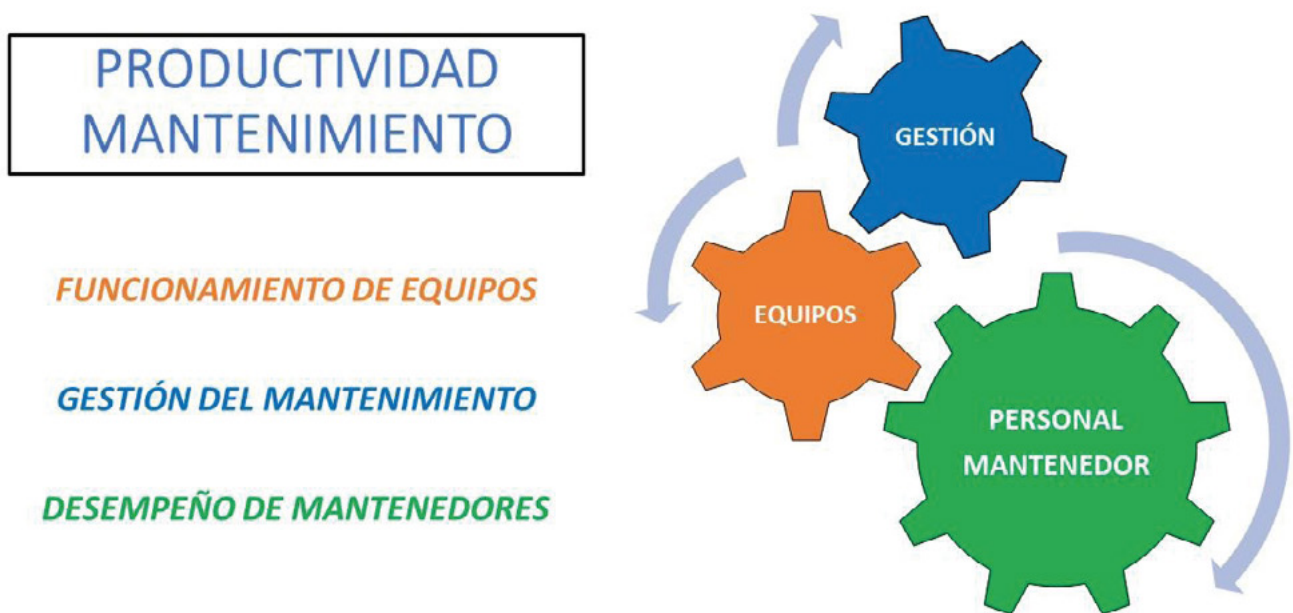 PRODUCTIVIDAD
MANTENIMIENTO
FUNCIONAMIENTO DE EQUIPOS
GESTIÓN DEL MANTENIMIENTO
DESEMPEÑO DE MANTENEDORES
GESTIÓN
EQUIPOS
PERSONAL
MANTENEDOR